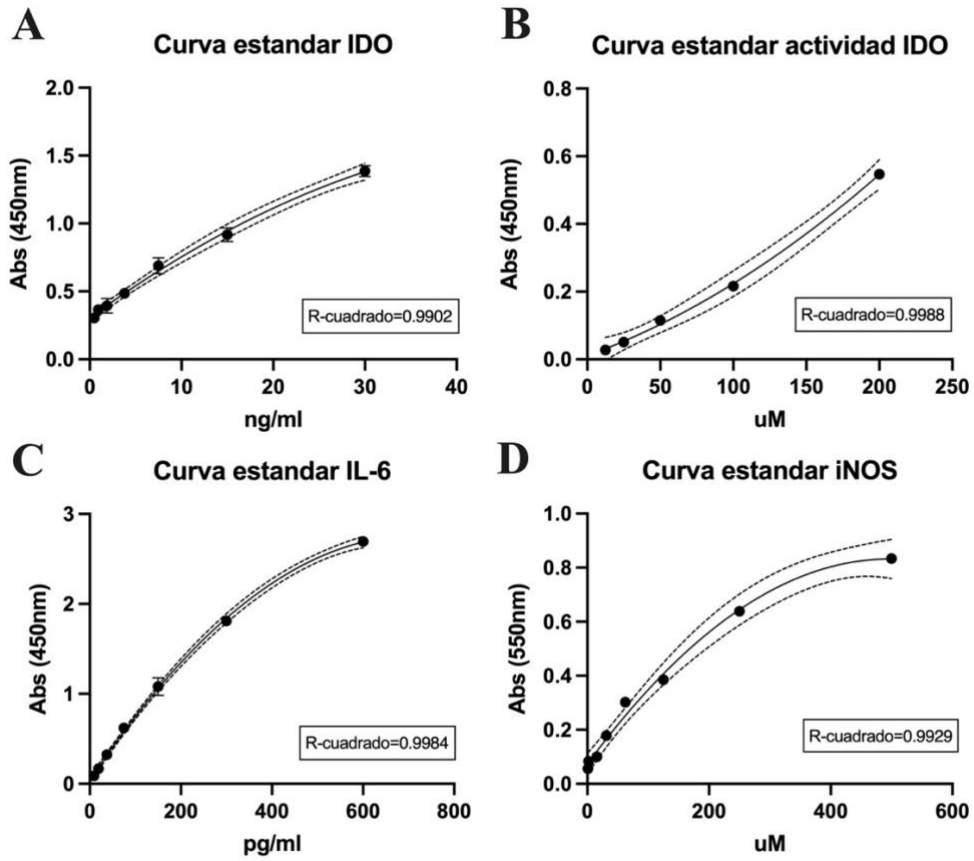 A
Curva estandar IDO
2.0
1.5
1.0
0.5
0.0
Abs (450nm)
R-cuadrado=0.9902
0 10 20 30 40
ng/ml
B
Curva estandar actividad IDO
0.8
0.6
0.4
0.2
0.0
Abs (450nm)
R-cuadrado=0.9988
0 50 100 150 200 250
uM
C
Curva estandar IL-6
3
2
1
0
Abs (450nm)
R-cuadrado=0.9984
0 200 400 600 800
pg/ml
D
Curva estandar iNOS
1.0
0.8
0.6
0.4
0.2
0.0
Abs (550nm)
R-cuadrado=0.9929
0 200 400 600
uM